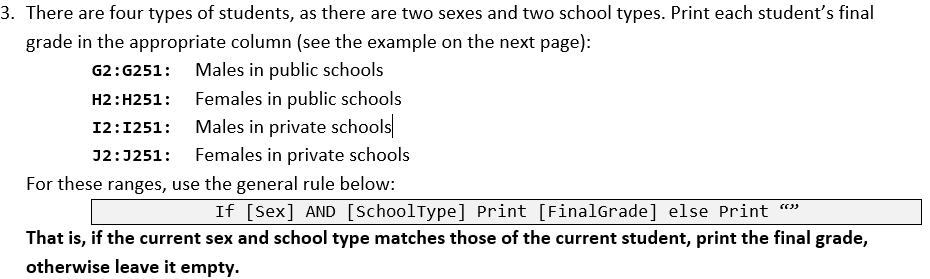 3. There are four types of students, as there are two sexes and two school types. Print each student’s final
grade in the appropriate column (see the example on the next page):
G2:G251: Males in public schools
H2:H251: Females in public schools
I2:I251: Males in private schools
J2:J251: Females in private schools
For these ranges, use the general rule below:
If [Sex] AND [SchoolType] Print [FinalGrade] else Print “”
That is, if the current sex and school type matches those of the current student, print the final grade,
otherwise leave it empty.